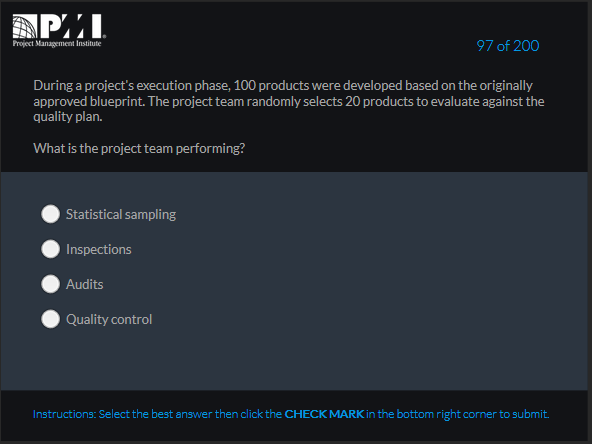 PMI
Project Management Institute
97 of 200
During a project's execution phase, 100 products were developed based on the originally
approved blueprint. The project team randomly selects 20 products to evaluate against the
quality plan.
What is the project team performing?
Statistical sampling
Inspections
Audits
Quality control
Instructions: Select the best answer then click the CHECK MARK in the bottom right corner to submit.